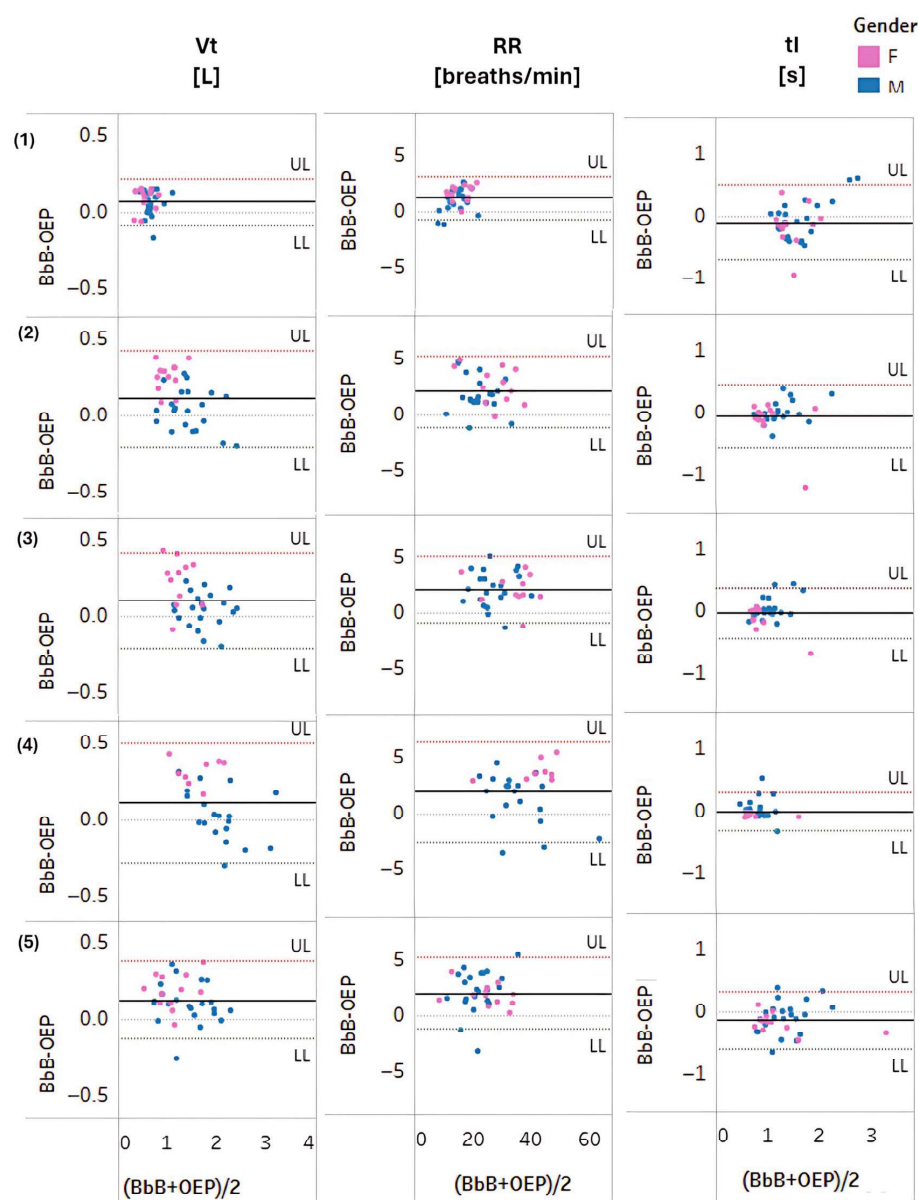 Gender
F
M
Vt
[L]
RR
[breaths/min]
tI
[s]
(1)
0.5
0.0
−0.5
BbB-OEP
UL
LL
5
0
−5
BbB-OEP
UL
LL
1
0
−1
BbB-OEP
UL
LL
(2)
0.5
0.0
−0.5
BbB-OEP
UL
LL
5
0
−5
BbB-OEP
UL
LL
1
0
−1
BbB-OEP
UL
LL
(3)
0.5
0.0
−0.5
BbB-OEP
UL
LL
5
0
−5
BbB-OEP
UL
LL
1
0
−1
BbB-OEP
UL
LL
(4)
0.5
0.0
−0.5
BbB-OEP
UL
LL
5
0
−5
BbB-OEP
UL
LL
1
0
−1
BbB-OEP
UL
LL
(5)
0.5
0.0
−0.5
BbB-OEP
UL
LL
5
0
−5
BbB-OEP
UL
LL
1
0
−1
BbB-OEP
UL
LL
0 1 2 3 4
(BbB+OEP)/2
0 20 40 60
(BbB+OEP)/2
0 1 2 3
(BbB+OEP)/2